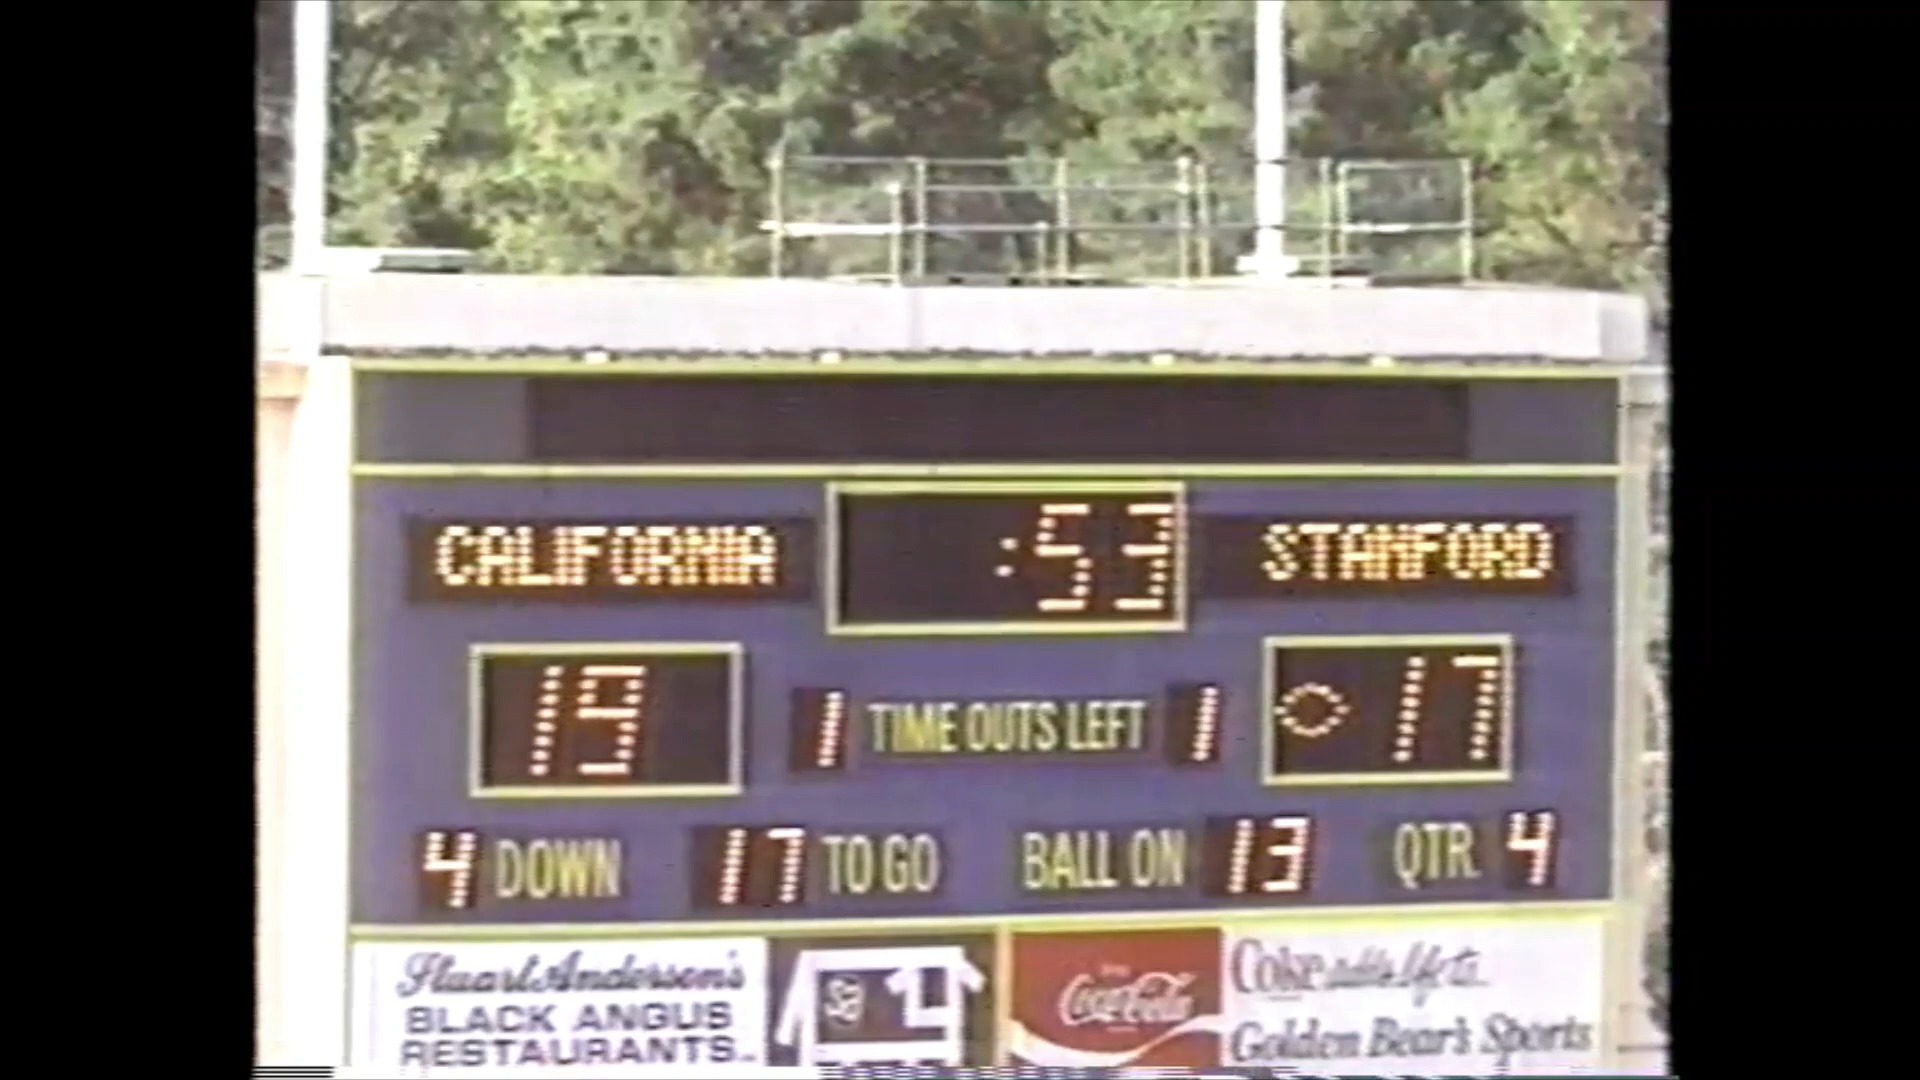 CALIFORNIA :53 STANFORD
19 1 TIME OUTS LEFT 1 17
4 DOWN 17 TO GO BALL ON 13 QTR. 4
Stuart Anderson's
BLACK ANGUS
RESTAURANTS
Coca-Cola
Coke adds life to...
Golden Bear's Sports